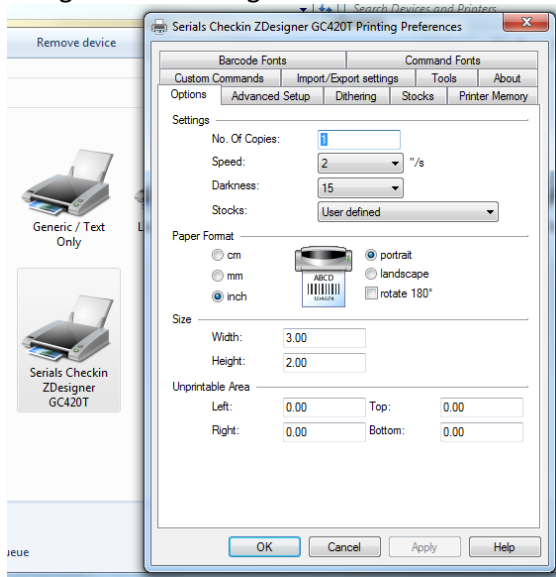 Search Devices and Printers
Remove device
Generic / Text
Only
Serials Checkin
ZDesigner
GC420T
Serials Checkin ZDesigner GC420T Printing Preferences
Barcode Fonts Command Fonts
Custom Commands Import/Export settings Tools About
Options Advanced Setup Dithering Stocks Printer Memory
Settings
No. Of Copies: 1
Speed: 2 "/s
Darkness: 15
Stocks: User defined
Paper Format
cm portrait
mm landscape
inch rotate 180°
ABCD
Size
Width: 3.00
Height: 2.00
Unprintable Area
Left: 0.00 Top: 0.00
Right: 0.00 Bottom: 0.00
OK Cancel Apply Help